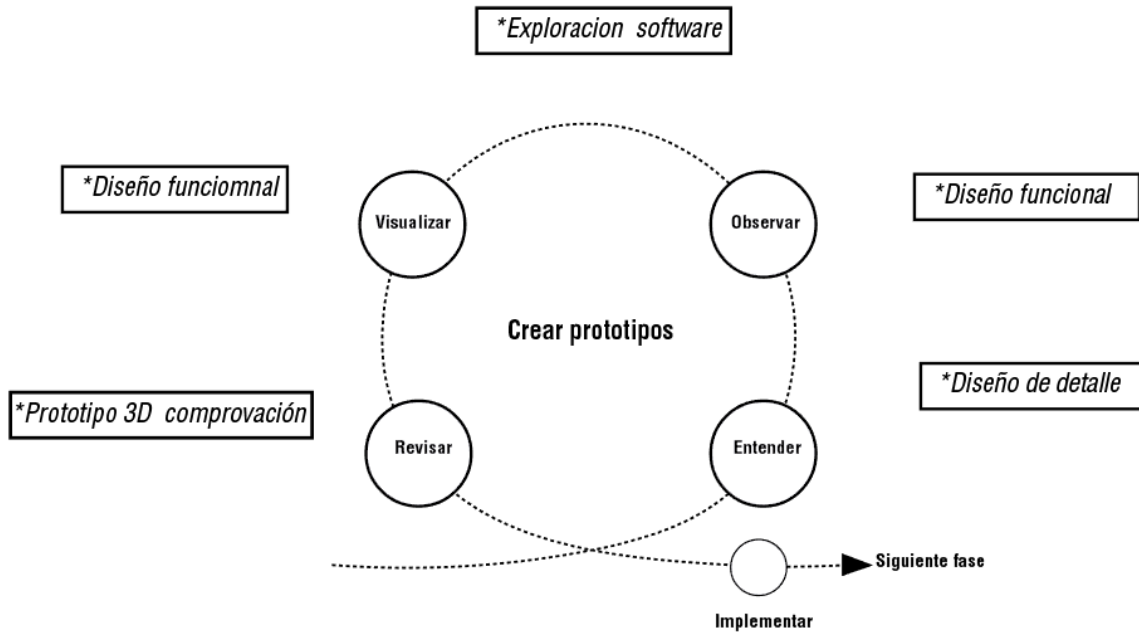 *Exploracion software
*Diseño funciomnal
*Diseño funcional
Visualizar
Observar
Crear prototipos
*Diseño de detalle
*Prototipo 3D comprovación
Revisar
Entender
Siguiente fase
Implementar